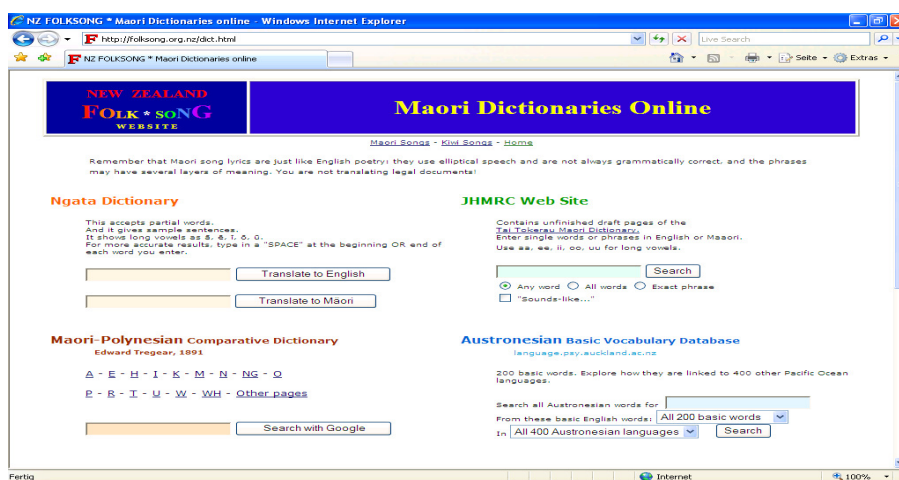 NZ FOLKSONG * Maori Dictionaries online - Windows Internet Explorer
http://folksong.org.nz/dict.html
Live Search
NZ FOLKSONG * Maori Dictionaries online
Seite
Extras
NEW ZEALAND
FOLK * SONG
WEBSITE
Maori Dictionaries Online
Maori Songs - Kiwi Songs - Home
Remember that Maori song lyrics are just like English poetry: they use elliptical speech and are not always grammatically correct, and the phrases
may have several layers of meaning. You are not translating legal documents!
Ngata Dictionary
This accepts partial words.
And it gives sample sentences.
It shows long vowels as ā, ē, ī, ō, ū.
For more accurate results, type in a "SPACE" at the beginning OR end of
each word you enter.
Translate to English
Translate to Māori
JHMRC Web Site
Contains unfinished draft pages of the
Tai Tokerau Maori Dictionary.
Enter single words or phrases in English or Maaori.
Use aa, ee, ii, oo, uu for long vowels.
Search
Any word All words Exact phrase
"Sounds-like..."
Maori-Polynesian Comparative Dictionary
Edward Tregear, 1891
A - E - H - I - K - M - N - NG - O
P - R - T - U - W - WH - Other pages
Search with Google
Austronesian Basic Vocabulary Database
language.psy.auckland.ac.nz
200 basic words. Explore how they are linked to 400 other Pacific Ocean
languages.
Search all Austronesian words for
From these basic English words: All 200 basic words
In All 400 Austronesian languages Search
Fertig
Internet
100%